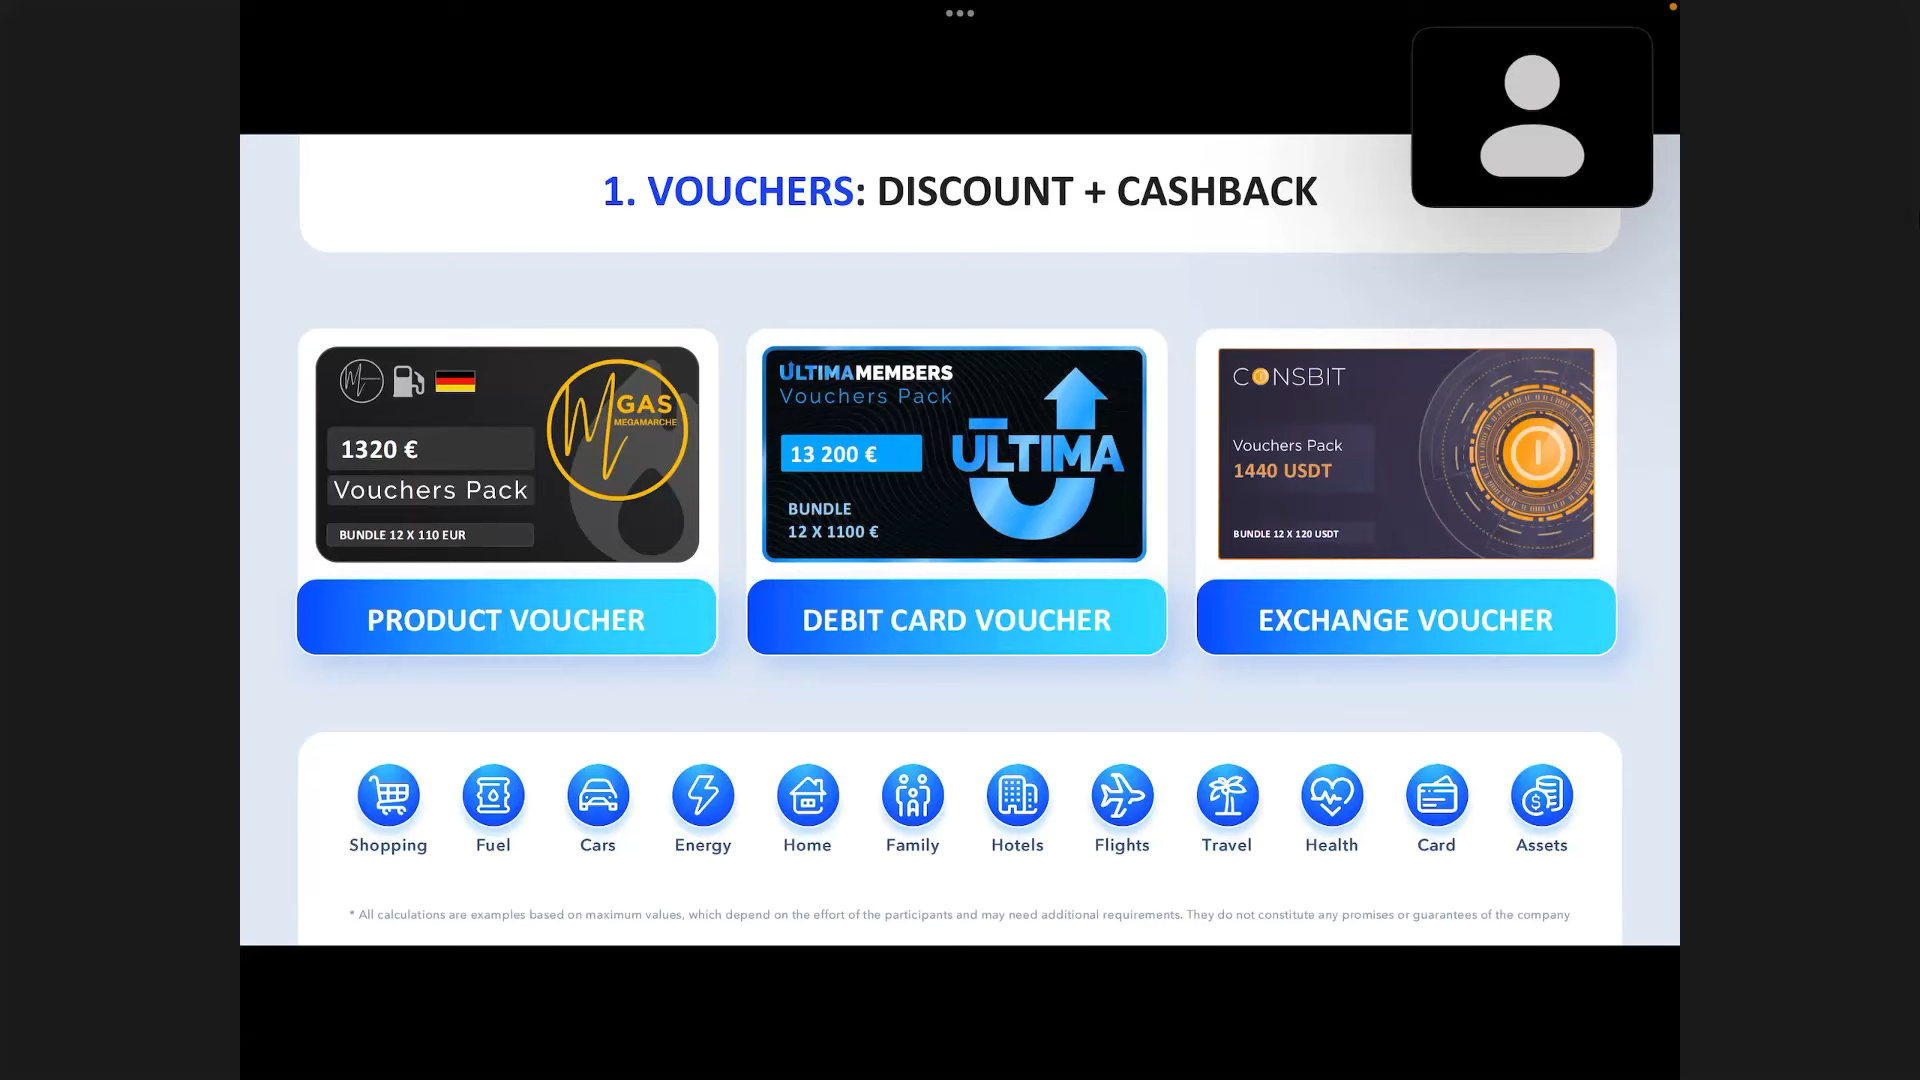 1. VOUCHERS: DISCOUNT + CASHBACK
GAS
MEGAMARCHE
1320 €
Vouchers Pack
BUNDLE 12 X 110 EUR
PRODUCT VOUCHER
ULTIMAMEMBERS
Vouchers Pack
13 200 €
ULTIMA
BUNDLE
12 X 1100 €
DEBIT CARD VOUCHER
CONSBIT
Vouchers Pack
1440 USDT
BUNDLE 12 X 120 USDT
EXCHANGE VOUCHER
Shopping Fuel Cars Energy Home Family Hotels Flights Travel Health Card Assets
* All calculations are examples based on maximum values, which depend on the effort of the participants and may need additional requirements. They do not constitute any promises or guarantees of the company